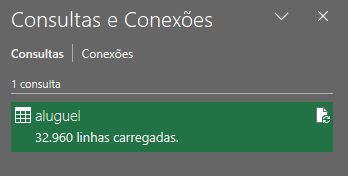 Consultas e Conexões
Consultas | Conexões
1 consulta
aluguel
32.960 linhas carregadas.